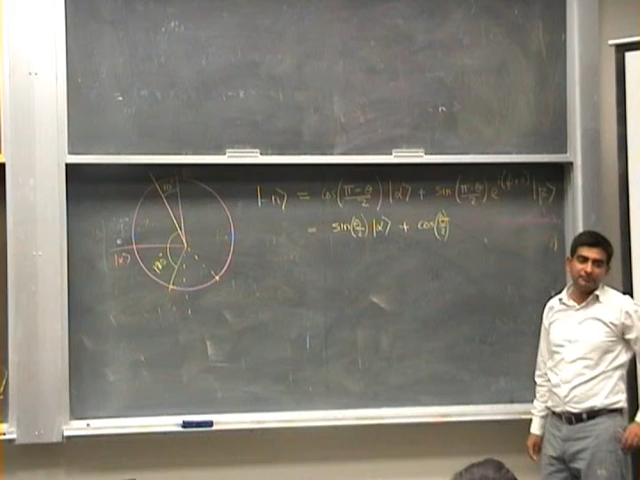 |-n⟩ = cos(π-θ/2) |α⟩ + sin(π-θ/2) e^i(φ+π) |β⟩
= sin(θ/2) |α⟩ + cos(θ/2)
|α⟩